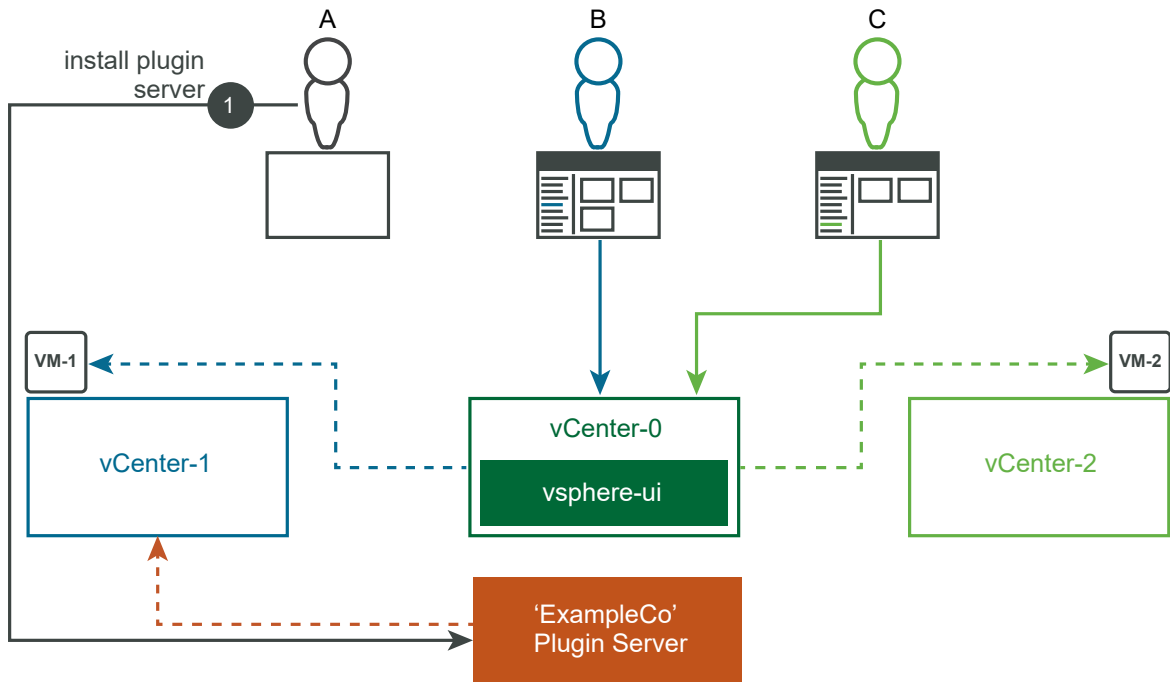 A
B
C
install plugin
server
1
VM-1
VM-2
vCenter-0
vCenter-1
vCenter-2
vsphere-ui
‘ExampleCo’
Plugin Server